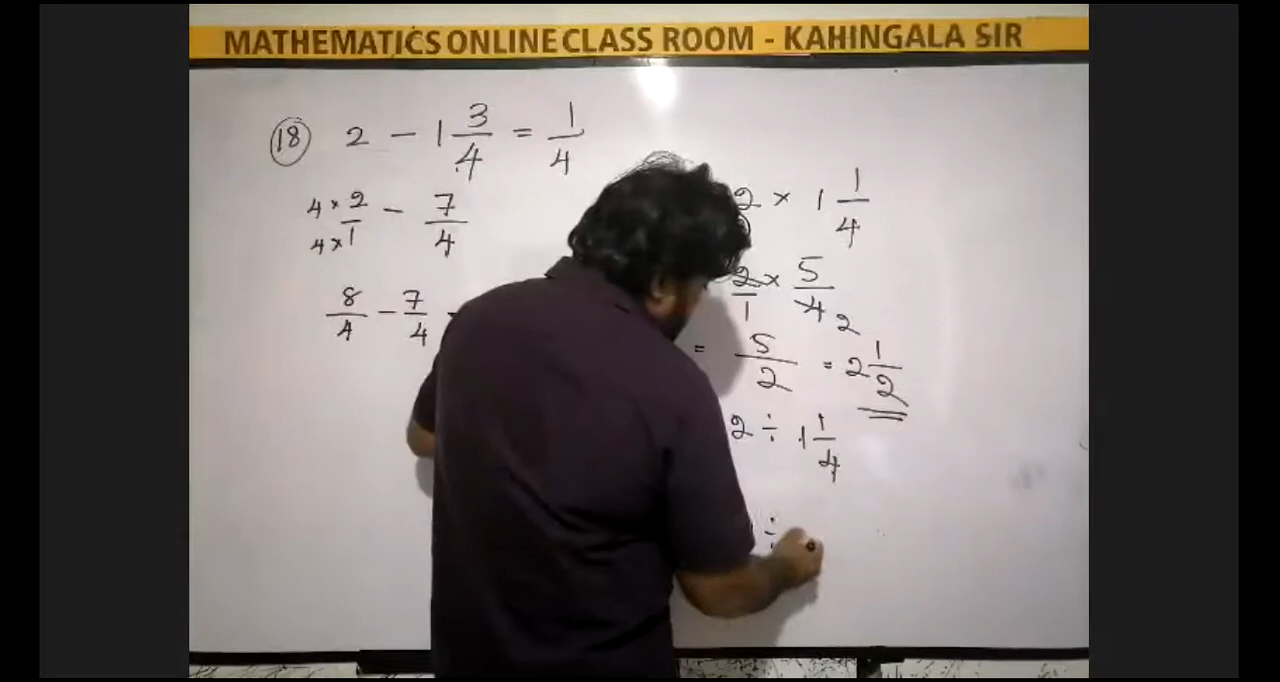 MATHEMATICS ONLINE CLASS ROOM - KAHINGALA SIR
18 2 - 1 3/4 = 1/4
4 × 2 / 4 × 1 - 7/4
8/4 - 7/4
2 × 1 1/4
2/1 × 5/4 2
= 5/2 = 2 1/2
2 ÷ 1 1/4
÷